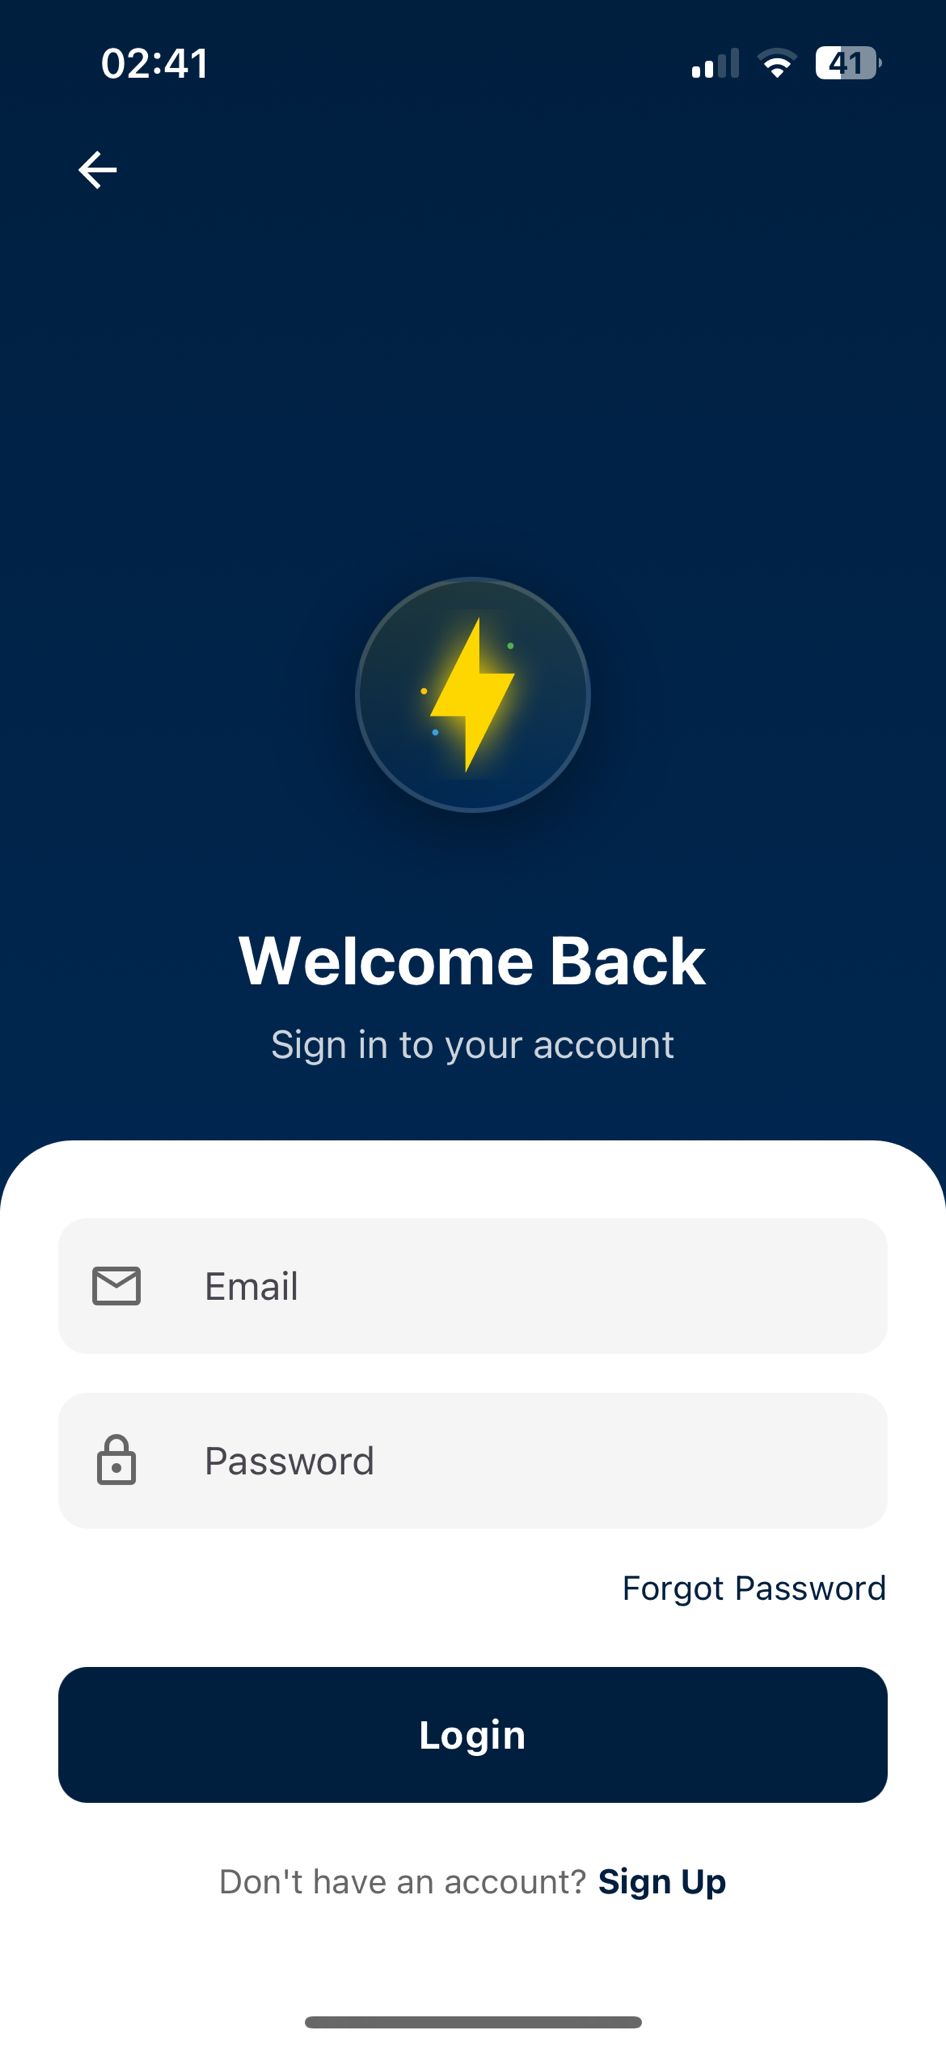 02:41
41
Welcome Back
Sign in to your account
Email
Password
Forgot Password
Login
Don't have an account? Sign Up